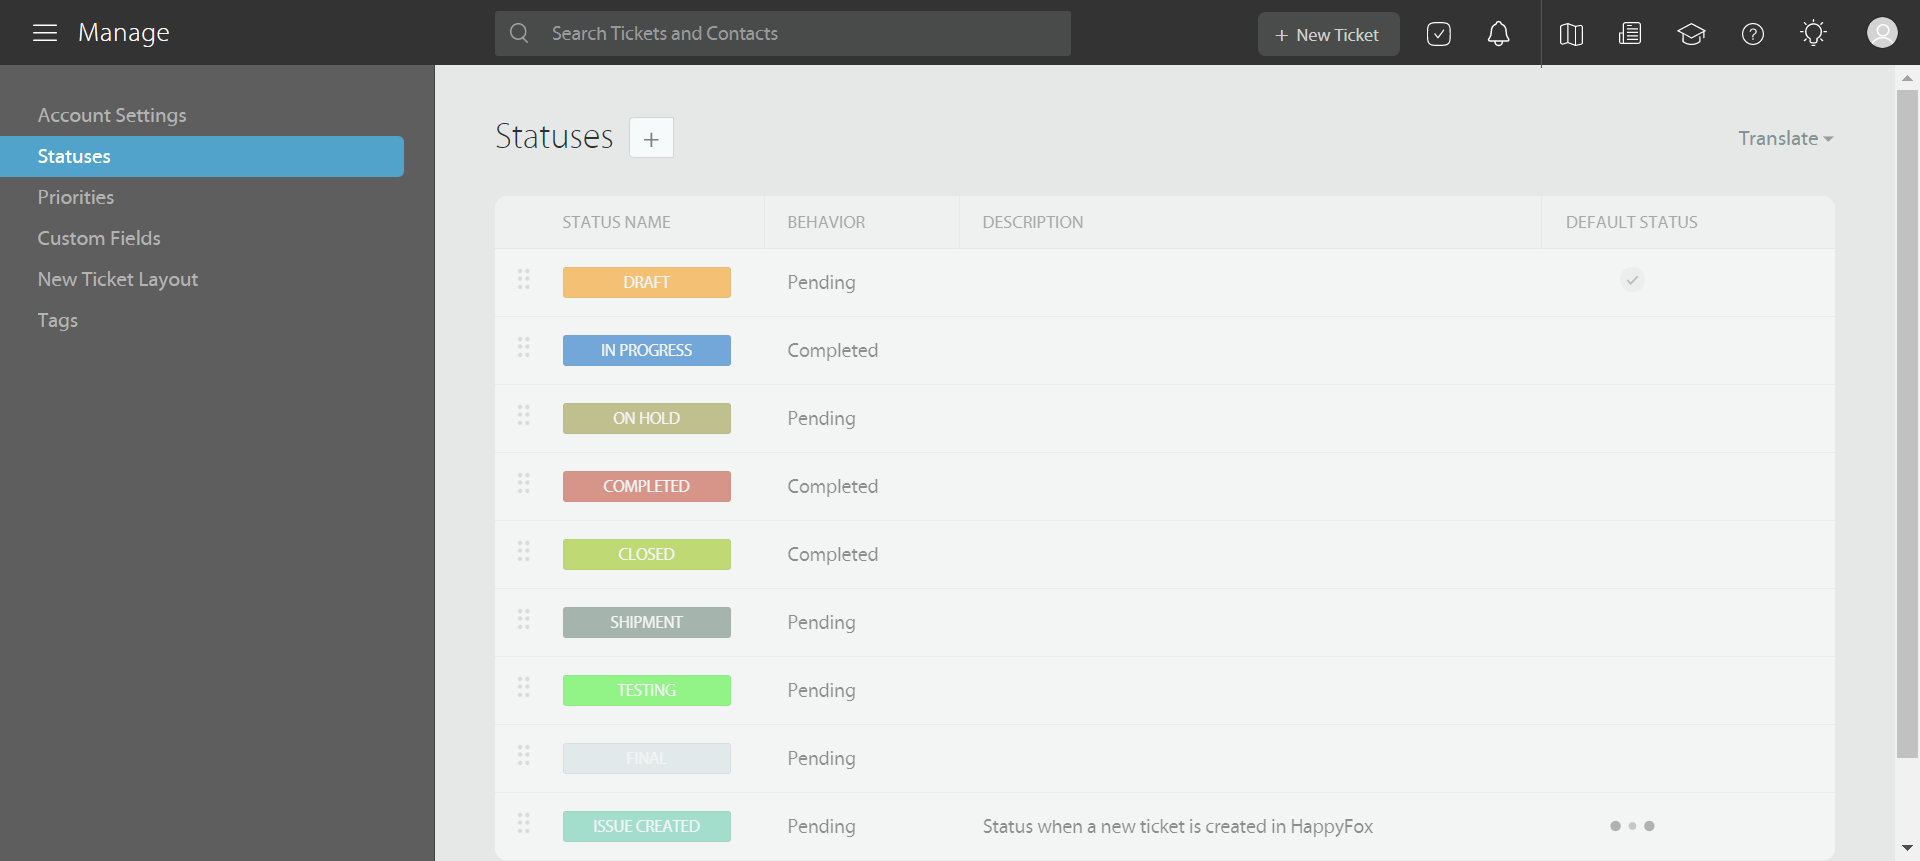 Manage
Search Tickets and Contacts
+ New Ticket
Account Settings
Statuses
Priorities
Custom Fields
New Ticket Layout
Tags
Statuses +
Translate
STATUS NAME BEHAVIOR DESCRIPTION DEFAULT STATUS
DRAFT Pending
IN PROGRESS Completed
ON HOLD Pending
COMPLETED Completed
CLOSED Completed
SHIPMENT Pending
TESTING Pending
FINAL Pending
ISSUE CREATED Pending Status when a new ticket is created in HappyFox